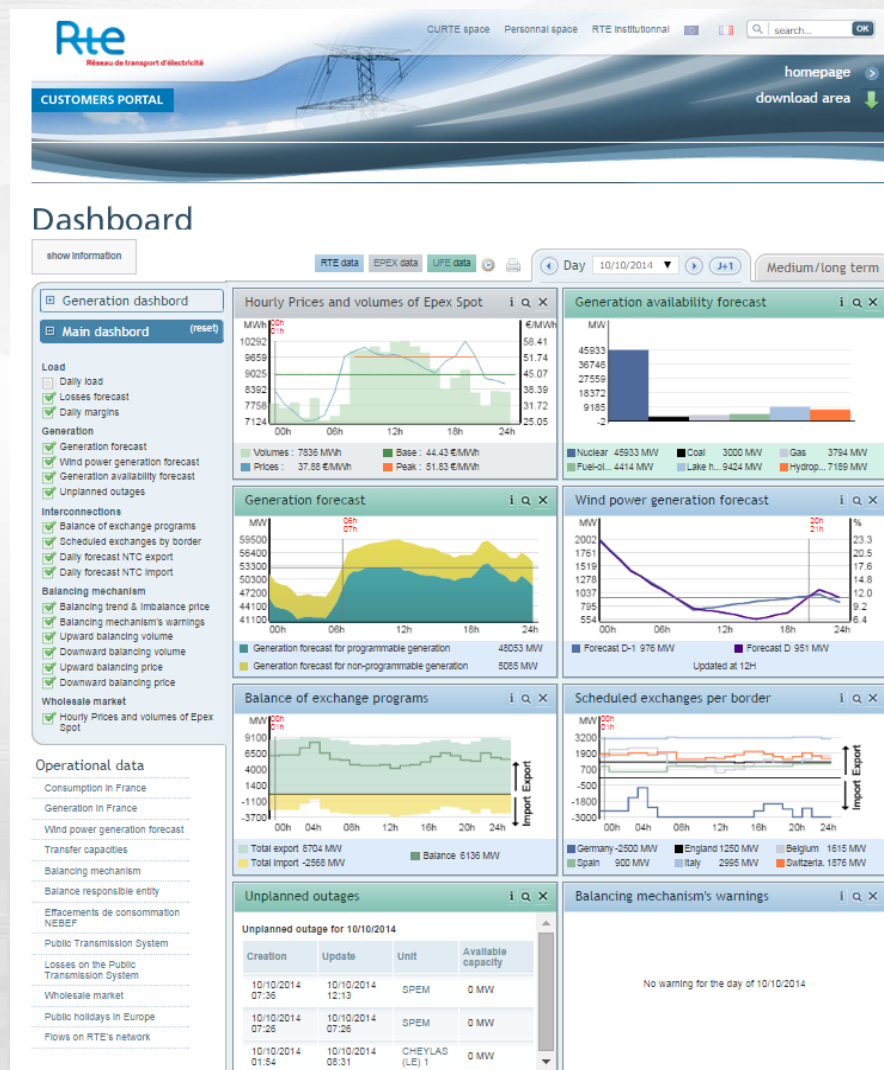 Rte
Réseau de transport d'électricité
CURTE space Personnal space RTE Institutionnal search... OK
homepage
download area
CUSTOMERS PORTAL
Dashboard
show information
RTE data EPEX data UFE data Day 10/10/2014 J+1 Medium/long term
Generation dashbord
Main dashbord (reset)
Load
Daily load
Losses forecast
Daily margins
Generation
Generation forecast
Wind power generation forecast
Generation availability forecast
Unplanned outages
Interconnections
Balance of exchange programs
Scheduled exchanges by border
Daily forecast NTC export
Daily forecast NTC import
Balancing mechanism
Balancing trend & Imbalance price
Balancing mechanism's warnings
Upward balancing volume
Downward balancing volume
Upward balancing price
Downward balancing price
Wholesale market
Hourly Prices and volumes of Epex
Spot
Operational data
Consumption in France
Generation in France
Wind power generation forecast
Transfer capacities
Balancing mechanism
Balance responsible entity
Effacements de consommation
NEBEF
Public Transmission System
Losses on the Public
Transmission System
Wholesale market
Public holidays in Europe
Flows on RTE's network
Hourly Prices and volumes of Epex Spot i
MWh 00h €/MWh
01h
10292 58.41
9659 51.74
9025 45.07
8392 38.39
7758 31.72
7124 25.05
00h 06h 12h 18h 24h
Volumes : 7836 MWh Base : 44.43 €/MWh
Prices : 37.88 €/MWh Peak : 51.83 €/MWh
Generation availability forecast i
MW
45933
36746
27559
18372
9185
-2
Nuclear 45933 MW Coal 3000 MW Gas 3794 MW
Fuel-oi... 4414 MW Lake h... 9424 MW Hydrop... 7189 MW
Generation forecast i
MW 06h
07h
59500
56400
53300
50300
47200
44100
41100
00h 06h 12h 18h 24h
Generation forecast for programmable generation 48053 MW
Generation forecast for non-programmable generation 5085 MW
Wind power generation forecast i
MW 20h %
21h
2002 23.3
1761 20.5
1519 17.6
1278 14.8
1037 12.0
795 9.2
554 6.4
00h 06h 12h 18h 24h
Forecast D-1 976 MW Forecast D 951 MW
Updated at 12H
Balance of exchange programs i
MW 00h
01h
9100
6500
4000
1400
-1100
-3700
00h 04h 08h 12h 16h 20h 24h
Import Export
Total export 8704 MW
Total import -2568 MW Balance 6136 MW
Scheduled exchanges per border i
MW 00h
01h
3200
1900
700
-500
-1800
-3000
00h 04h 08h 12h 16h 20h 24h
Import Export
Germany -2500 MW England 1250 MW Belgium 1615 MW
Spain 900 MW Italy 2995 MW Switzerla. 1876 MW
Unplanned outages i
Unplanned outage for 10/10/2014
Creation Update Unit Available
capacity
10/10/2014 10/10/2014 SPEM 0 MW
07:36 12:13
10/10/2014 10/10/2014 SPEM 0 MW
07:26 07:26
10/10/2014 10/10/2014 CHEYLAS 0 MW
01:54 08:31 (LE) 1
Balancing mechanism's warnings i
No warning for the day of 10/10/2014